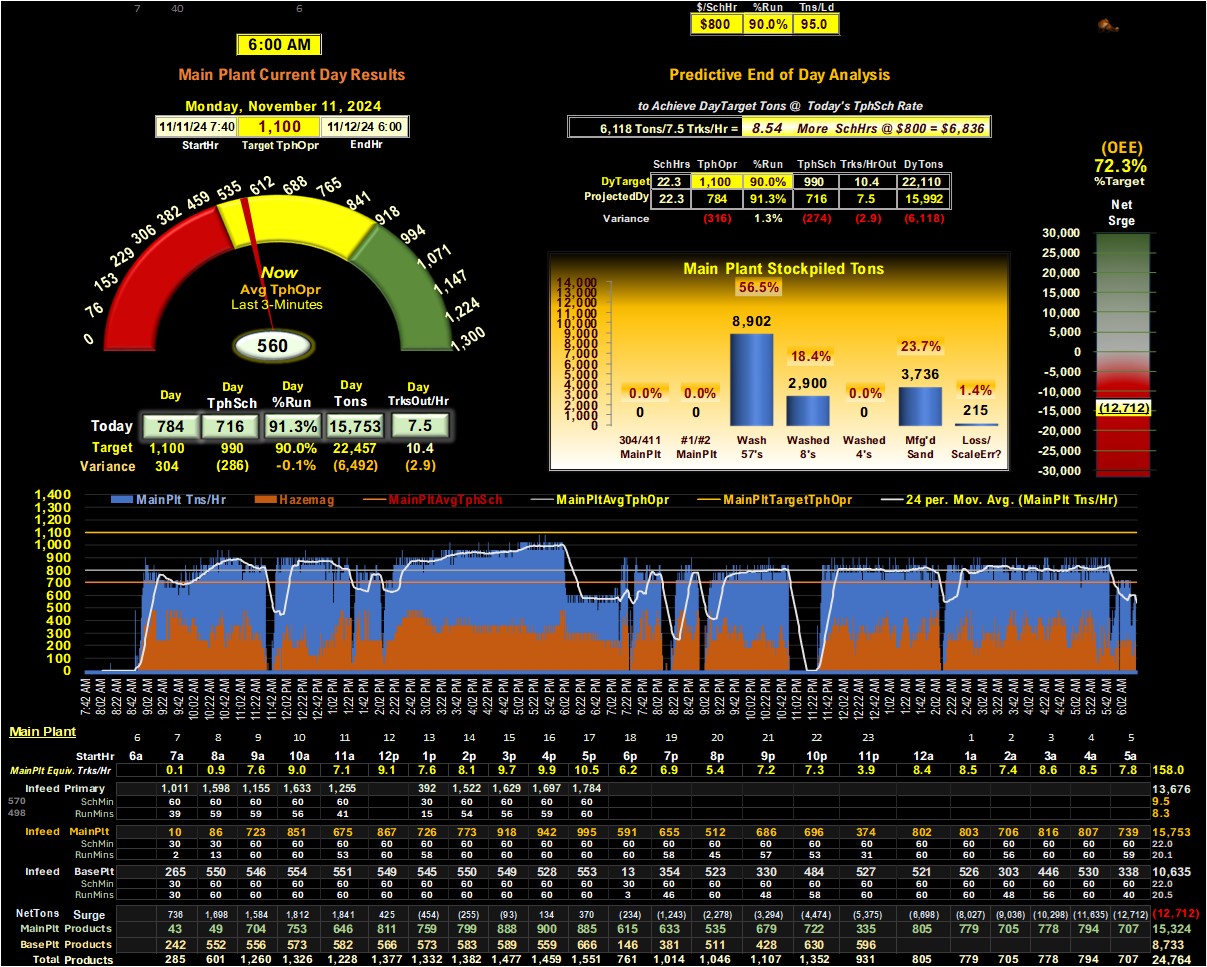 7 40 6
$/SchHr %Run Tns/Ld
$800 90.0% 95.0
6:00 AM
Main Plant Current Day Results
Monday, November 11, 2024
11/11/24 7:40 1,100 11/12/24 6:00
StartHr Target TphOpr EndHr
0 76 153 229 306 382 459 535 612 688 765 841 918 994 1,071 1,147 1,224 1,300
Now
Avg TphOpr
Last 3-Minutes
560
Day Day TphSch Day %Run Day Tons Day TrksOut/Hr
Today 784 716 91.3% 15,753 7.5
Target 1,100 990 90.0% 22,457 10.4
Variance 304 (286) -0.1% (6,492) (2.9)
Predictive End of Day Analysis
to Achieve DayTarget Tons @ Today's TphSch Rate
6,118 Tons/7.5 Trks/Hr = 8.54 More SchHrs @ $800 = $6,836
SchHrs TphOpr %Run TphSch Trks/HrOut DyTons
DyTarget 22.3 1,100 90.0% 990 10.4 22,110
ProjectedDy 22.3 784 91.3% 716 7.5 15,992
Variance (316) 1.3% (274) (2.9) (6,118)
Main Plant Stockpiled Tons
14,000
13,000
12,000
11,000
10,000
9,000
8,000
7,000
6,000
5,000
4,000
3,000
2,000
1,000
0
0.0% 0.0% 56.5% 18.4% 0.0% 23.7% 1.4%
0 0 8,902 2,900 0 3,736 215
304/411 MainPlt #1/#2 MainPlt Wash 57's Washed 8's Washed 4's Mfg'd Sand Loss/ ScaleErr?
(OEE)
72.3%
%Target
Net
Srge
30,000
25,000
20,000
15,000
10,000
5,000
0
-5,000
-10,000
-15,000
-20,000
-25,000
-30,000
(12,712)
MainPlt Tns/Hr Hazemag MainPltAvgTphSch MainPltAvgTphOpr MainPltTargetTphOpr 24 per. Mov. Avg. (MainPlt Tns/Hr)
1,400
1,300
1,200
1,100
1,000
900
800
700
600
500
400
300
200
100
0
7:42 AM 8:02 AM 8:22 AM 8:42 AM 9:02 AM 9:22 AM 9:42 AM 10:02 AM 10:22 AM 10:42 AM 11:02 AM 11:22 AM 11:42 AM 12:02 PM 12:22 PM 12:42 PM 1:02 PM 1:22 PM 1:42 PM 2:02 PM 2:22 PM 2:42 PM 3:02 PM 3:22 PM 3:42 PM 4:02 PM 4:22 PM 4:42 PM 5:02 PM 5:22 PM 5:42 PM 6:02 PM 6:22 PM 6:42 PM 7:02 PM 7:22 PM 7:42 PM 8:02 PM 8:22 PM 8:42 PM 9:02 PM 9:22 PM 9:42 PM 10:02 PM 10:22 PM 10:42 PM 11:02 PM 11:22 PM 11:42 PM 12:02 AM 12:22 AM 12:42 AM 1:02 AM 1:22 AM 1:42 AM 2:02 AM 2:22 AM 2:42 AM 3:02 AM 3:22 AM 3:42 AM 4:02 AM 4:22 AM 4:42 AM 5:02 AM 5:22 AM 5:42 AM 6:02 AM
Main Plant
6 7 8 9 10 11 12 13 14 15 16 17 18 19 20 21 22 23 1 2 3 4 5
StartHr 6a 7a 8a 9a 10a 11a 12p 1p 2p 3p 4p 5p 6p 7p 8p 9p 10p 11p 12a 1a 2a 3a 4a 5a
MainPlt Equiv. Trks/Hr 0.1 0.9 7.6 9.0 7.1 9.1 7.6 8.1 9.7 9.9 10.5 6.2 6.9 5.4 7.2 7.3 3.9 8.4 8.5 7.4 8.6 8.5 7.8 158.0
Infeed Primary 1,011 1,598 1,155 1,633 1,255 392 1,522 1,629 1,697 1,784 13,676
570 SchMin 60 60 60 60 60 30 60 60 60 60 9.5
498 RunMins 39 59 59 56 41 15 54 56 59 60 8.3
Infeed MainPlt 10 86 723 851 675 867 726 773 918 942 995 591 655 512 686 696 374 802 803 706 816 807 739 15,753
SchMin 30 30 60 60 60 60 60 60 60 60 60 60 60 60 60 60 60 60 60 60 60 60 60 22.0
RunMins 2 13 60 60 53 60 58 60 60 60 60 60 58 45 57 53 31 60 60 56 60 60 59 20.1
Infeed BasePlt 265 550 546 554 551 549 545 550 549 528 553 13 354 523 330 484 527 521 526 303 446 530 338 10,635
SchMin 30 60 60 60 60 60 60 60 60 60 60 30 60 60 60 60 60 60 60 60 60 60 60 22.0
RunMins 30 60 60 60 60 60 60 60 60 60 60 3 46 60 48 58 60 60 60 48 56 60 40 20.5
NetTons Surge 736 1,698 1,584 1,812 1,841 425 (454) (255) (93) 134 370 (234) (1,243) (2,278) (3,294) (4,474) (5,375) (6,698) (8,027) (9,036) (10,298) (11,635) (12,712) (12,712)
MainPlt Products 43 49 704 753 646 811 759 799 888 900 885 615 633 535 679 722 335 805 779 705 778 794 707 15,324
BasePlt Products 242 552 556 573 582 566 573 583 589 559 666 146 381 511 428 630 596 8,733
Total Products 285 601 1,260 1,326 1,228 1,377 1,332 1,382 1,477 1,459 1,551 761 1,014 1,046 1,107 1,352 931 805 779 705 778 794 707 24,764